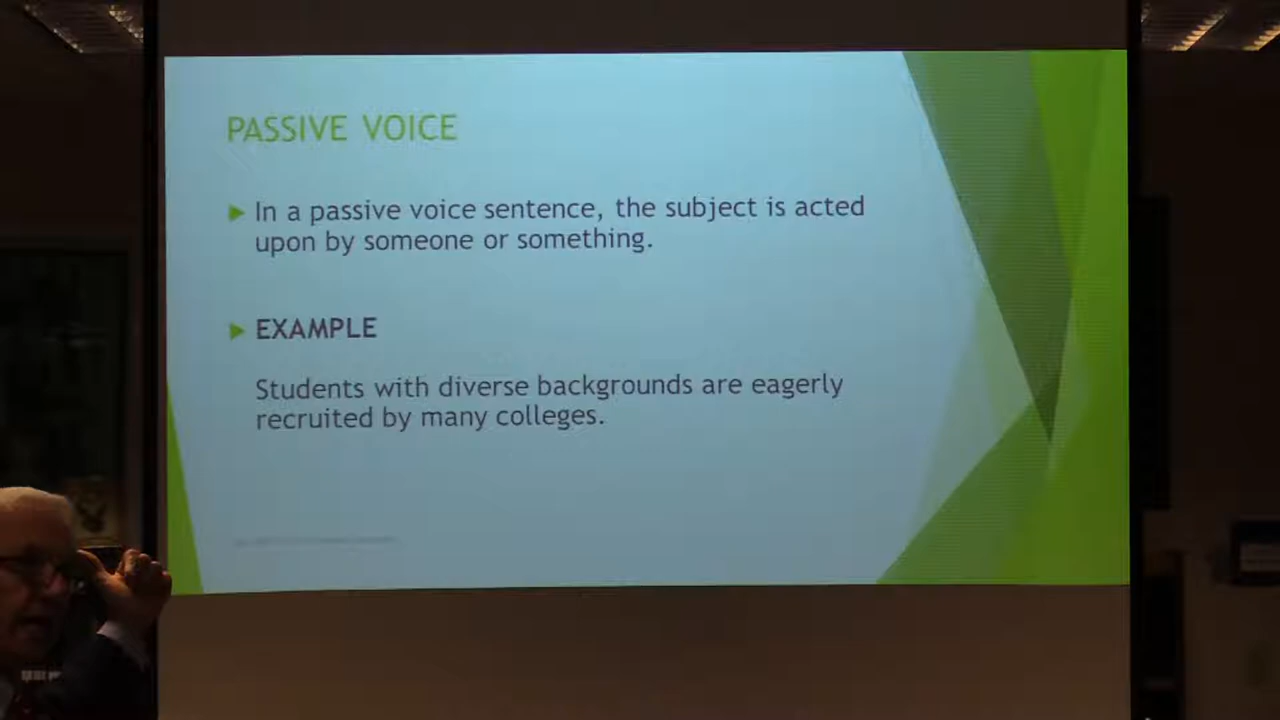 PASSIVE VOICE
In a passive voice sentence, the subject is acted
upon by someone or something.
EXAMPLE
Students with diverse backgrounds are eagerly
recruited by many colleges.